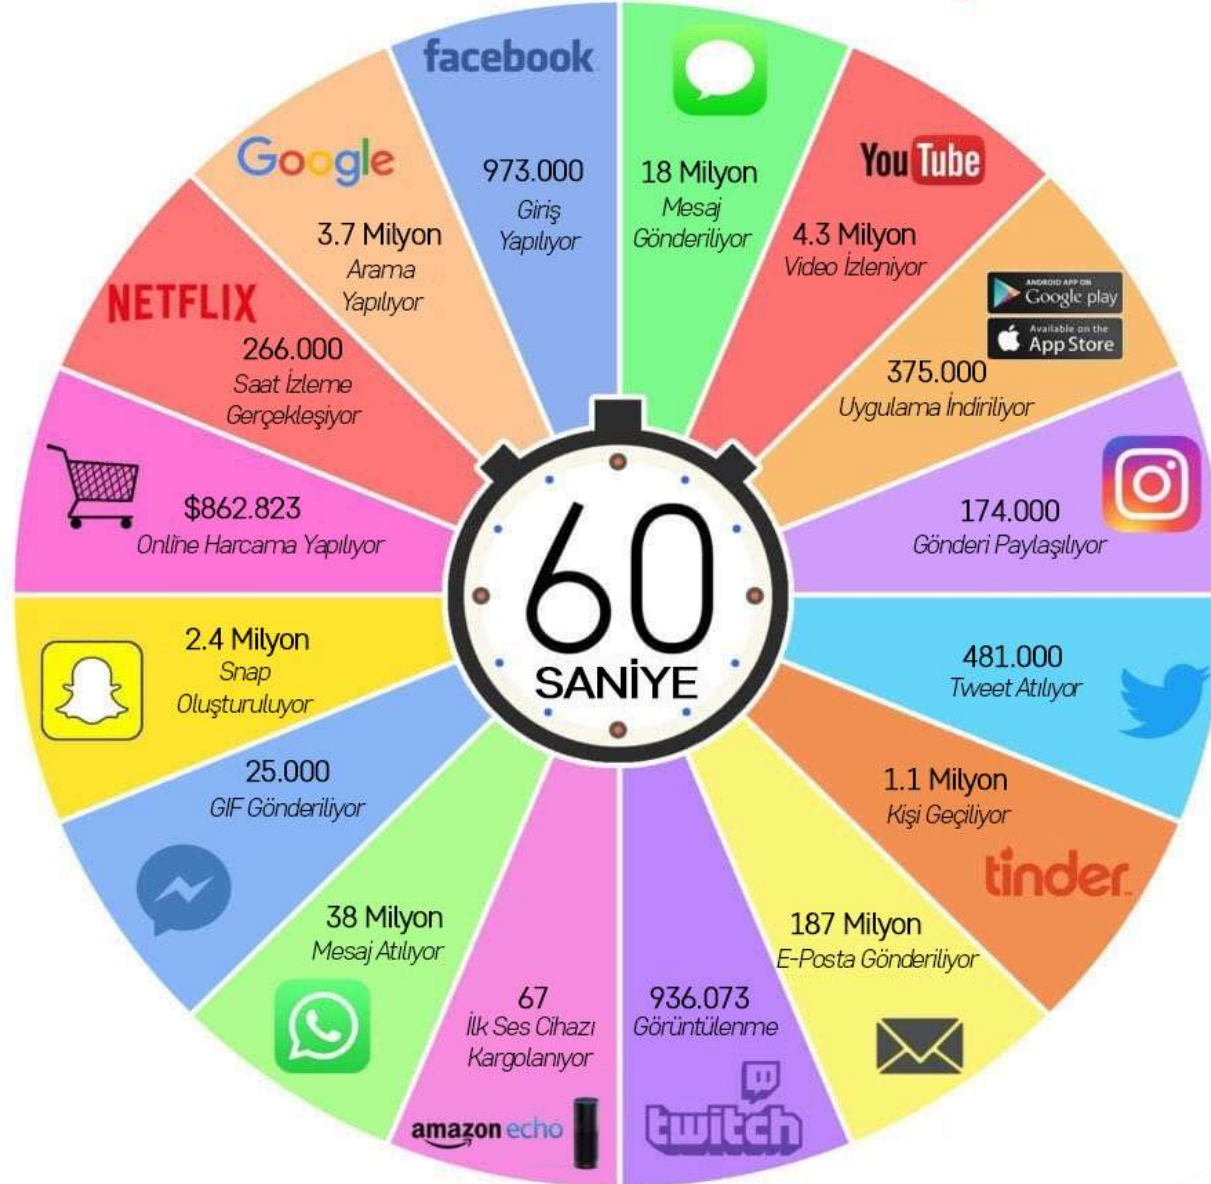 facebook
973.000
Giriş
Yapılıyor
18 Milyon
Mesaj
Gönderiliyor
YouTube
4.3 Milyon
Video İzleniyor
ANDROID APP ON
Google play
Available on the
App Store
375.000
Uygulama İndiriliyor
174.000
Gönderi Paylaşılıyor
481.000
Tweet Atılıyor
1.1 Milyon
Kişi Geçiliyor
tinder
187 Milyon
E-Posta Gönderiliyor
936.073
Görüntülenme
twitch
67
İlk Ses Cihazı
Kargolanıyor
amazon echo
38 Milyon
Mesaj Atılıyor
25.000
GIF Gönderiliyor
2.4 Milyon
Snap
Oluşturuluyor
$862.823
Online Harcama Yapılıyor
NETFLIX
266.000
Saat İzleme
Gerçekleşiyor
Google
3.7 Milyon
Arama
Yapılıyor
60
SANİYE